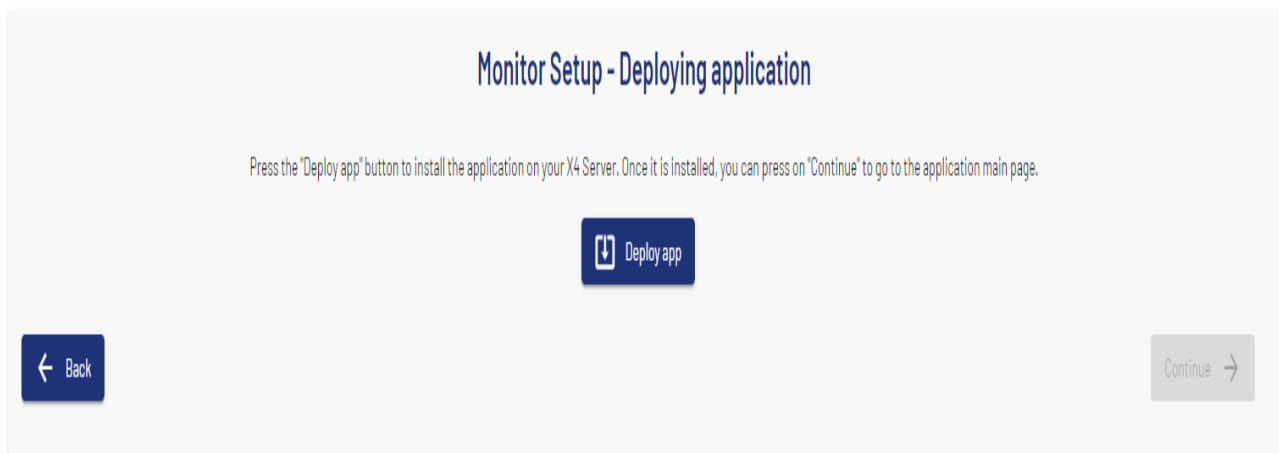 Monitor Setup - Deploying application
Press the "Deploy app" button to install the application on your X4 Server. Once it is installed, you can press on "Continue" to go to the application main page.
Deploy app
Back
Continue